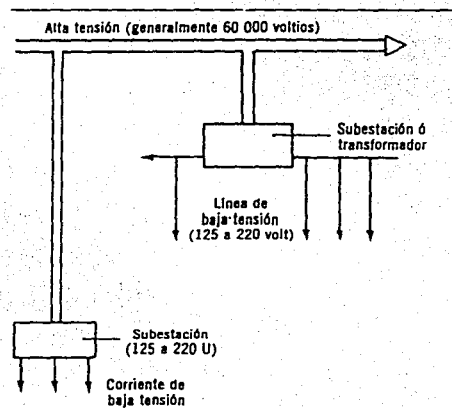 Alta tensión (generalmente 60 000 voltios)
Subestación ó
transformador
Línea de
baja tensión
(125 a 220 volt)
Subestación
(125 a 220 U)
Corriente de
baja tensión